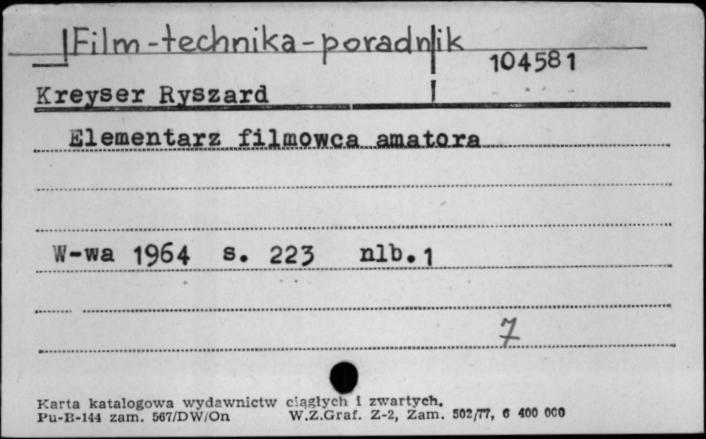 Film-technika-poradnik
104581
Kreyser Ryszard
Elementarz filmowca amatora
W-wa 1964 s. 223 nlb. 1
7
Karta katalogowa wydawnictw ciągłych i zwartych.
Pu-B-144 zam. 567/DW/On W.Z.Graf. Z-2, Zam. 502/77, 6 400 000